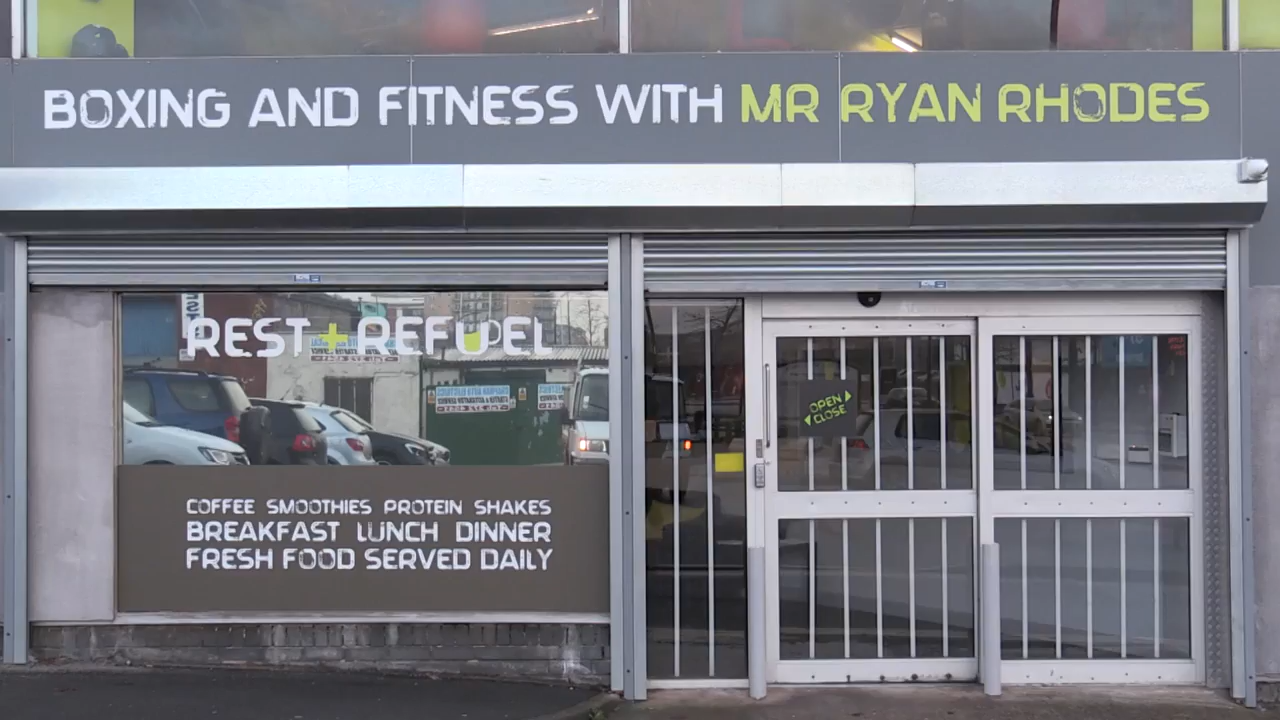 BOXING AND FITNESS WITH MR RYAN RHODES
REST + REFUEL
OPEN
CLOSE
COFFEE SMOOTHIES PROTEIN SHAKES
BREAKFAST LUNCH DINNER
FRESH FOOD SERVED DAILY